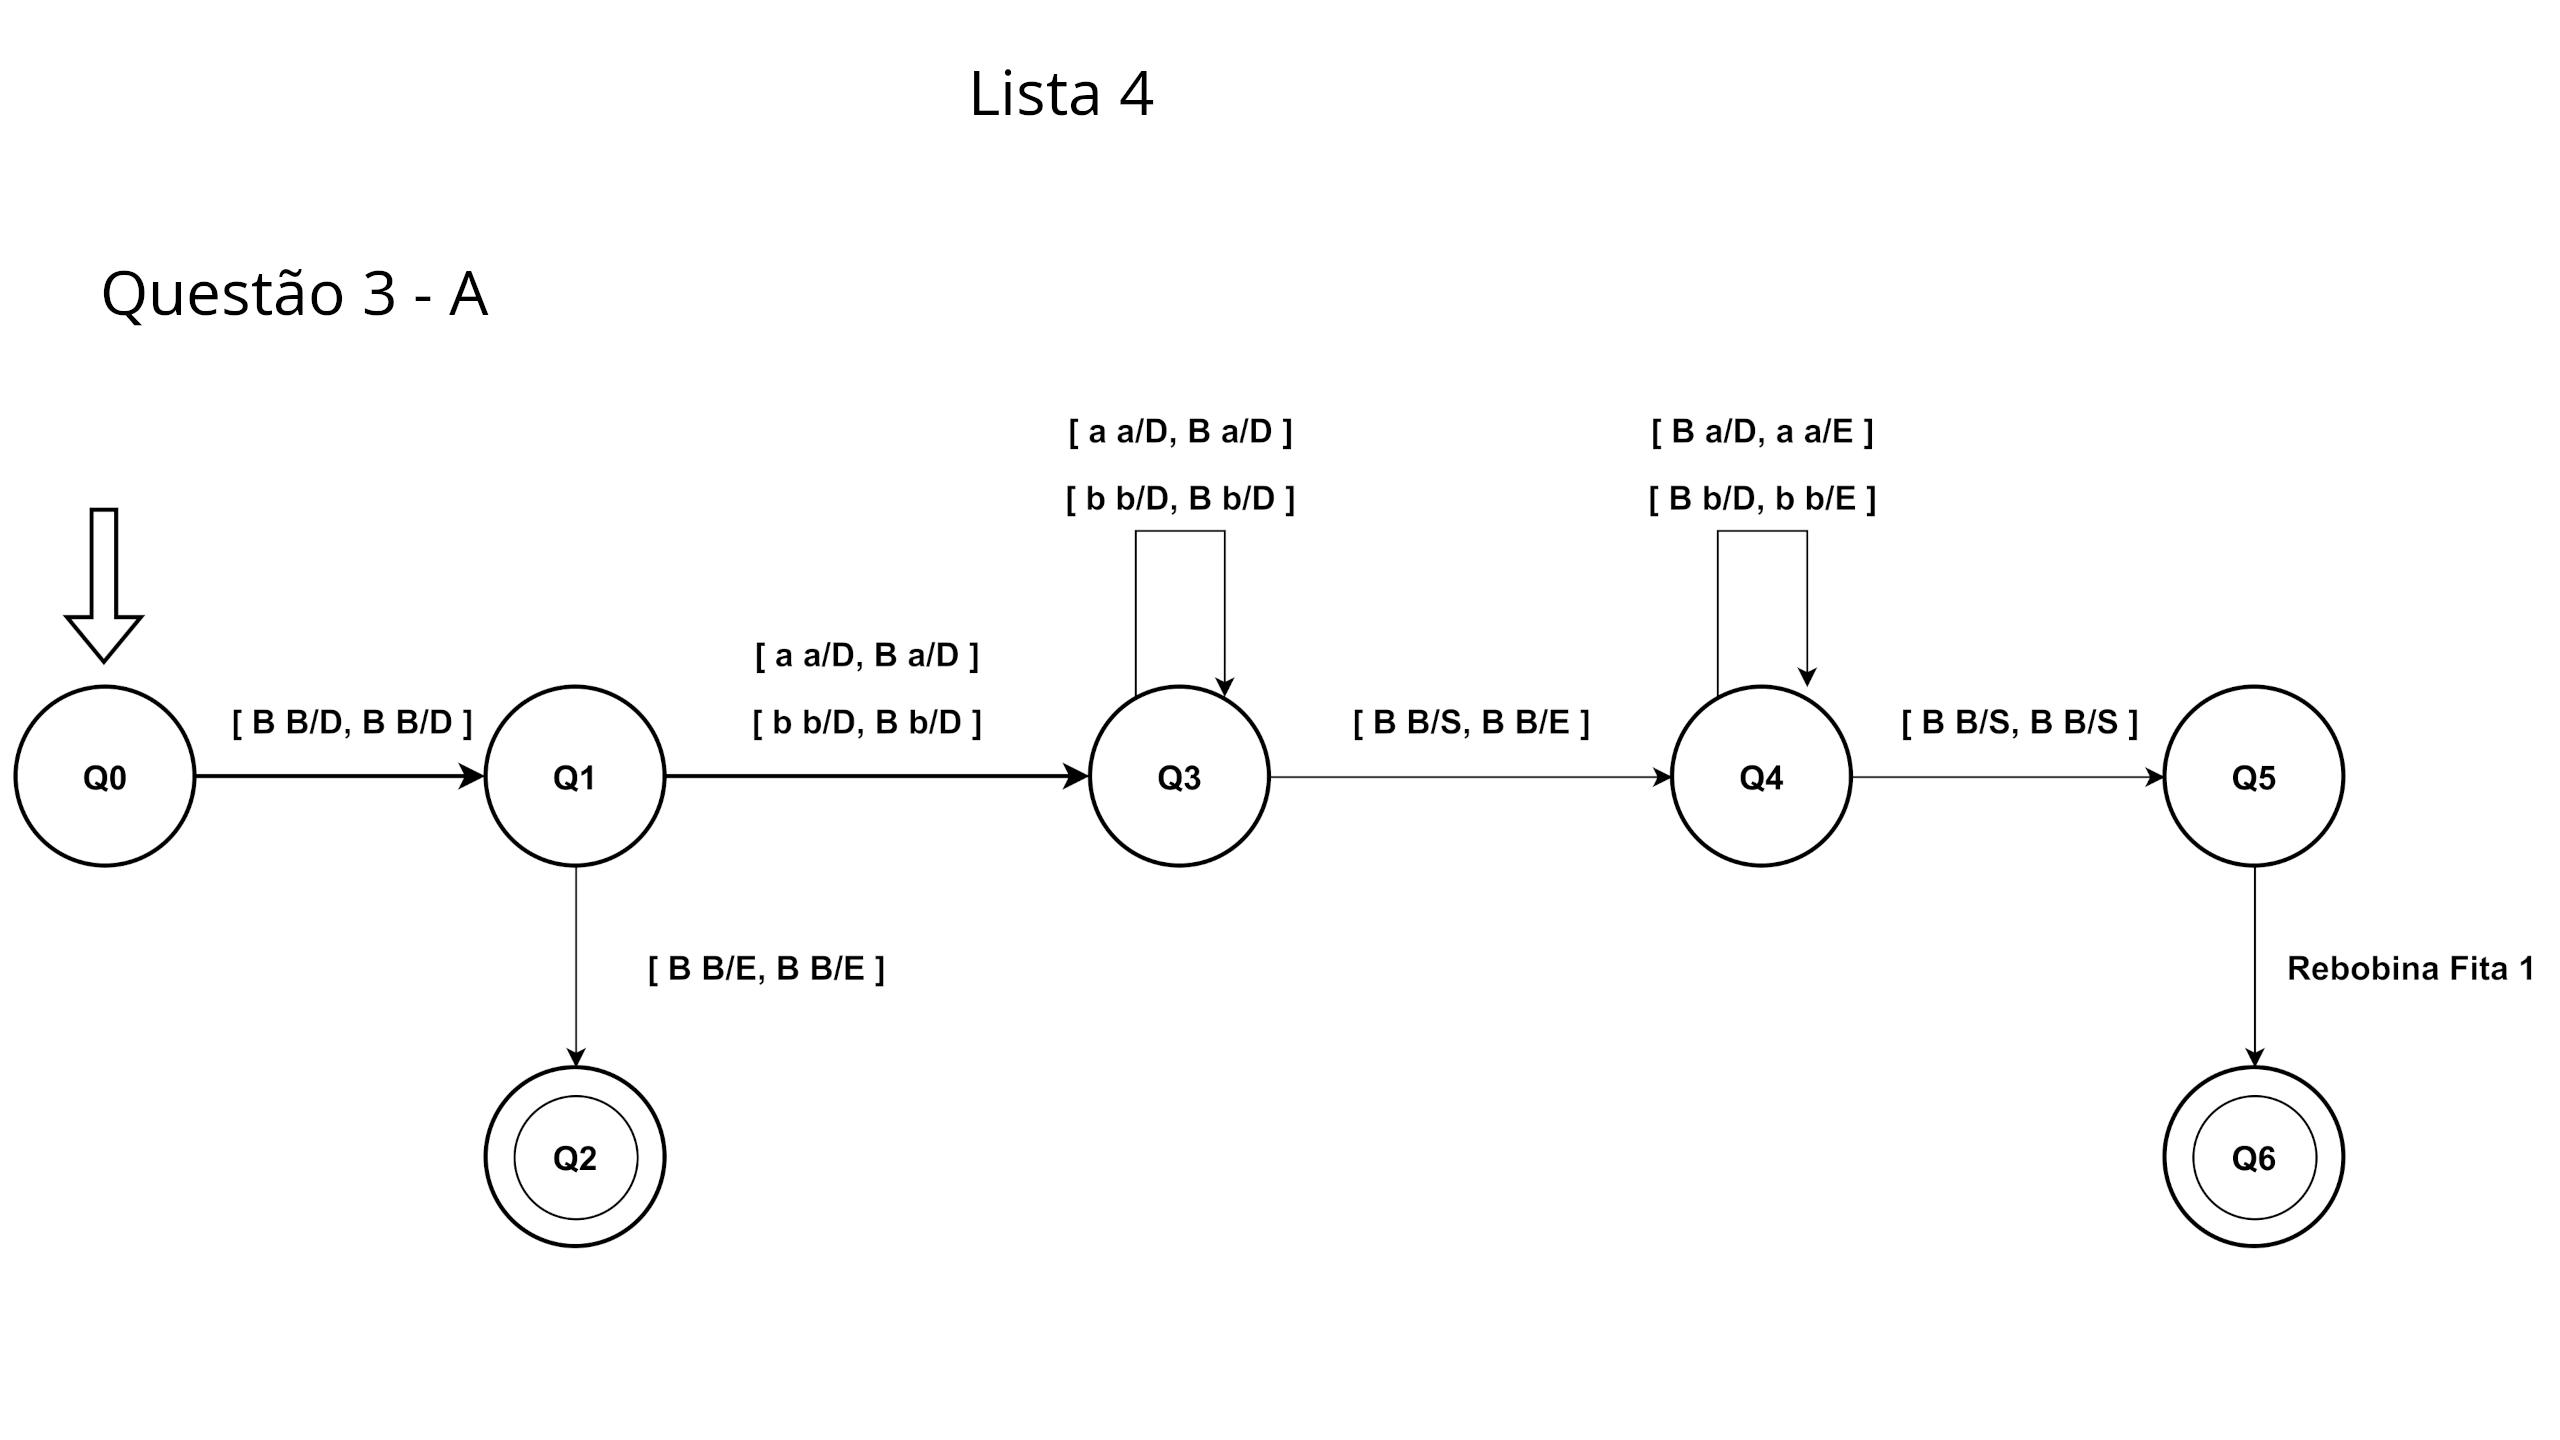 Lista 4
Questão 3 - A
[ a a/D, B a/D ]
[ b b/D, B b/D ]
[ B a/D, a a/E ]
[ B b/D, b b/E ]
[ a a/D, B a/D ]
[ b b/D, B b/D ]
[ B B/D, B B/D ]
[ B B/S, B B/E ]
[ B B/S, B B/S ]
Q0
Q1
Q3
Q4
Q5
[ B B/E, B B/E ]
Rebobina Fita 1
Q2
Q6